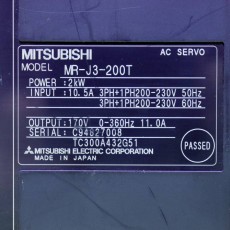 MITSUBISHI AC SERVO
MODEL MR-J3-200T
POWER : 2kW
INPUT : 10.5A 3PH+1PH200-230V 50Hz
3PH+1PH200-230V 60Hz
OUTPUT: 170V 0-360Hz 11.0A
SERIAL: C94827008
TC300A432G51
MITSUBISHI ELECTRIC CORPORATION
MADE IN JAPAN
PASSED